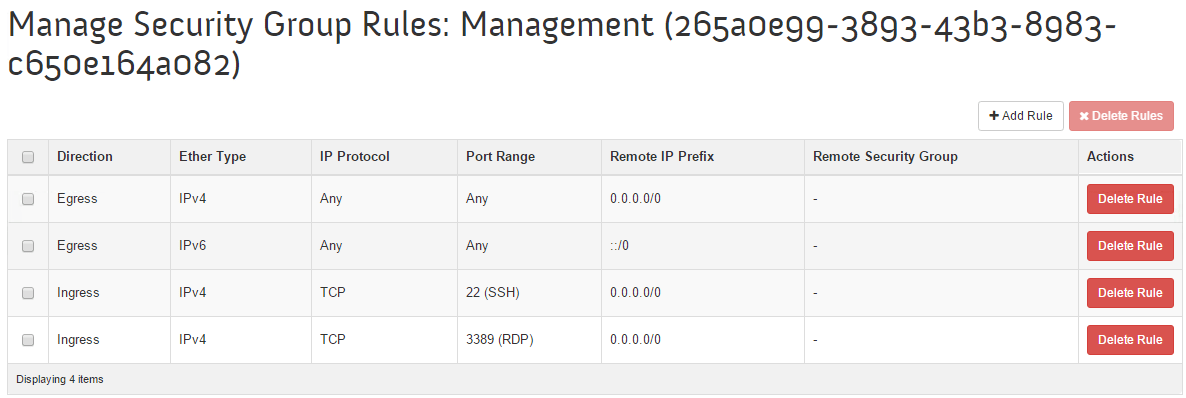 Manage Security Group Rules: Management (265a0e99-3893-43b3-8983-
c650e164a082)
+ Add Rule ✖ Delete Rules
Direction Ether Type IP Protocol Port Range Remote IP Prefix Remote Security Group Actions
Egress IPv4 Any Any 0.0.0.0/0 - Delete Rule
Egress IPv6 Any Any ::/0 - Delete Rule
Ingress IPv4 TCP 22 (SSH) 0.0.0.0/0 - Delete Rule
Ingress IPv4 TCP 3389 (RDP) 0.0.0.0/0 - Delete Rule
Displaying 4 items